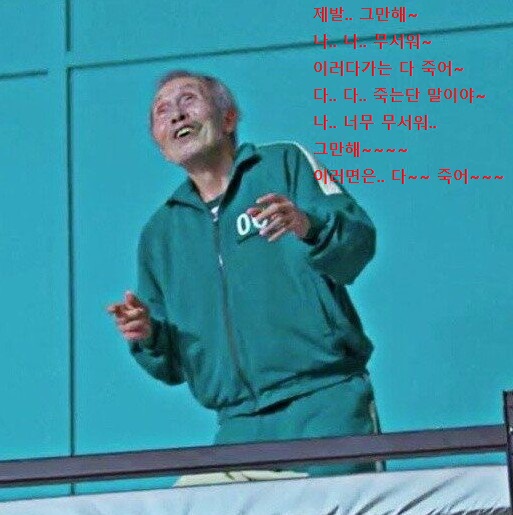 제발.. 그만해~
나.. 나.. 무서워~
이러다가는 다 죽어~
다.. 다.. 죽는단 말이야~
나.. 너무 무서워..
그만해~~~~
이러면은.. 다~~ 죽어~~~
00